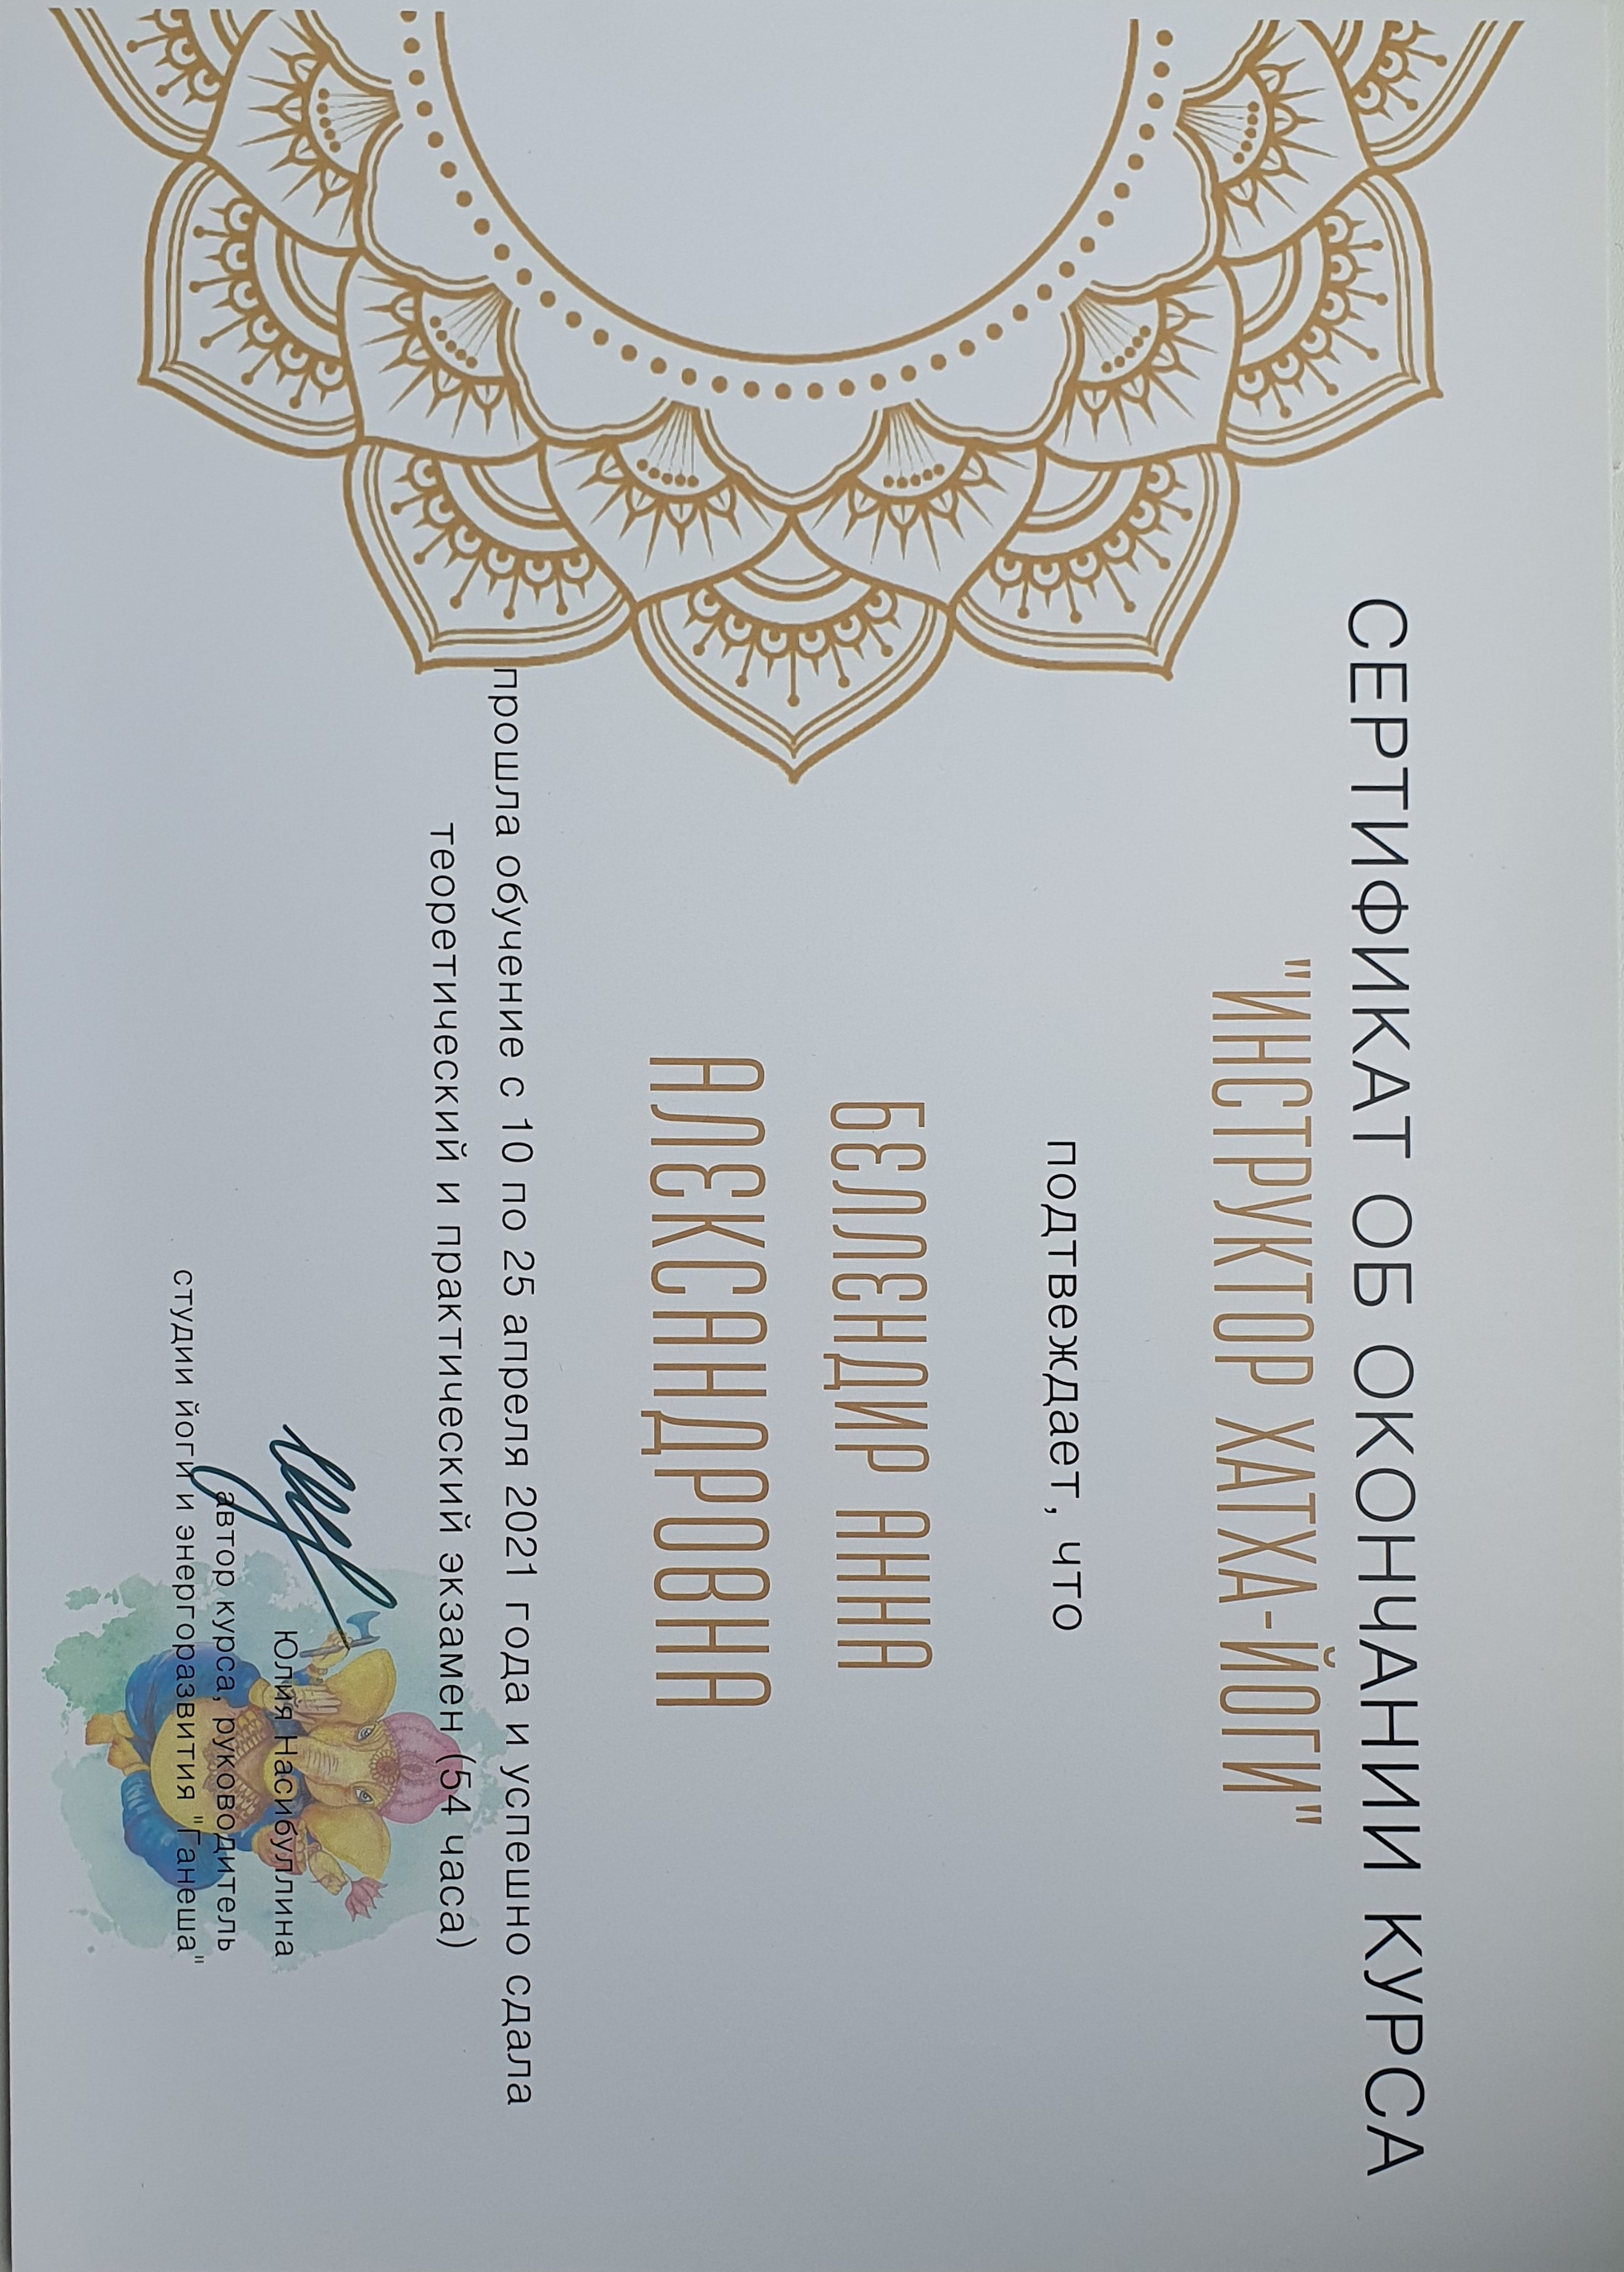 СЕРТИФИКАТ ОБ ОКОНЧАНИИ КУРСА
"ИНСТРУКТОР ХАТХА-ЙОГИ"
подтвеждает, что
БЕЛЛЕНДИР АННА
АЛЕКСАНДРОВНА
прошла обучение с 10 по 25 апреля 2021 года и успешно сдала
теоретический и практический экзамен (54 часа)
Юлия Насибуллина
автор курса, руководитель
студии йоги и энергоразвития "Ганеша"